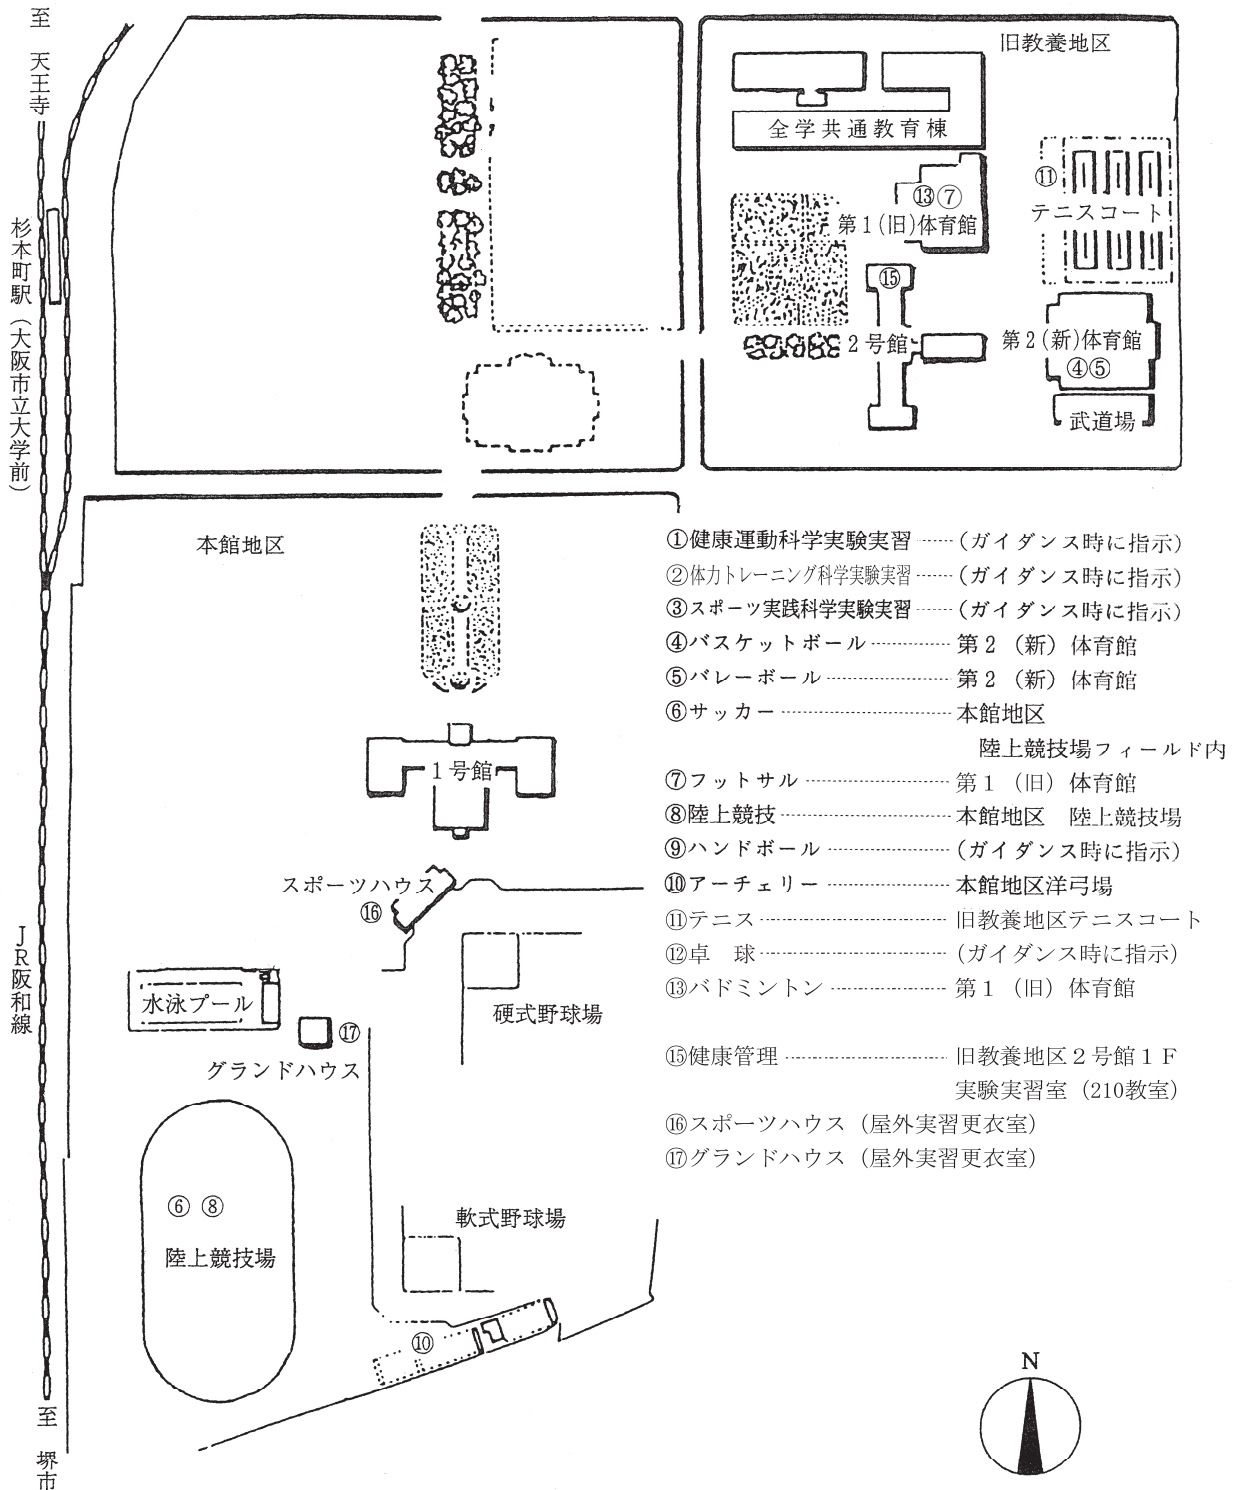 至　天王寺
杉本町駅（大阪市立大学前）
JR阪和線
至　堺市
旧教養地区
全学共通教育棟
⑪
テニスコート
⑬⑦
第1(旧)体育館
⑮
2号館
第2(新)体育館
④⑤
武道場
本館地区
1号館
スポーツハウス
⑯
水泳プール
⑰
グランドハウス
硬式野球場
軟式野球場
⑥ ⑧
陸上競技場
⑩
①健康運動科学実験実習……(ガイダンス時に指示)
②体力トレーニング科学実験実習……(ガイダンス時に指示)
③スポーツ実践科学実験実習……(ガイダンス時に指示)
④バスケットボール…………第2（新）体育館
⑤バレーボール…………第2（新）体育館
⑥サッカー…………本館地区
陸上競技場フィールド内
⑦フットサル…………第1（旧）体育館
⑧陸上競技…………本館地区　陸上競技場
⑨ハンドボール…………(ガイダンス時に指示)
⑩アーチェリー…………本館地区洋弓場
⑪テニス…………旧教養地区テニスコート
⑫卓　球…………(ガイダンス時に指示)
⑬バドミントン…………第1（旧）体育館
⑮健康管理…………旧教養地区2号館1F
実験実習室（210教室）
⑯スポーツハウス（屋外実習更衣室）
⑰グランドハウス（屋外実習更衣室）
N